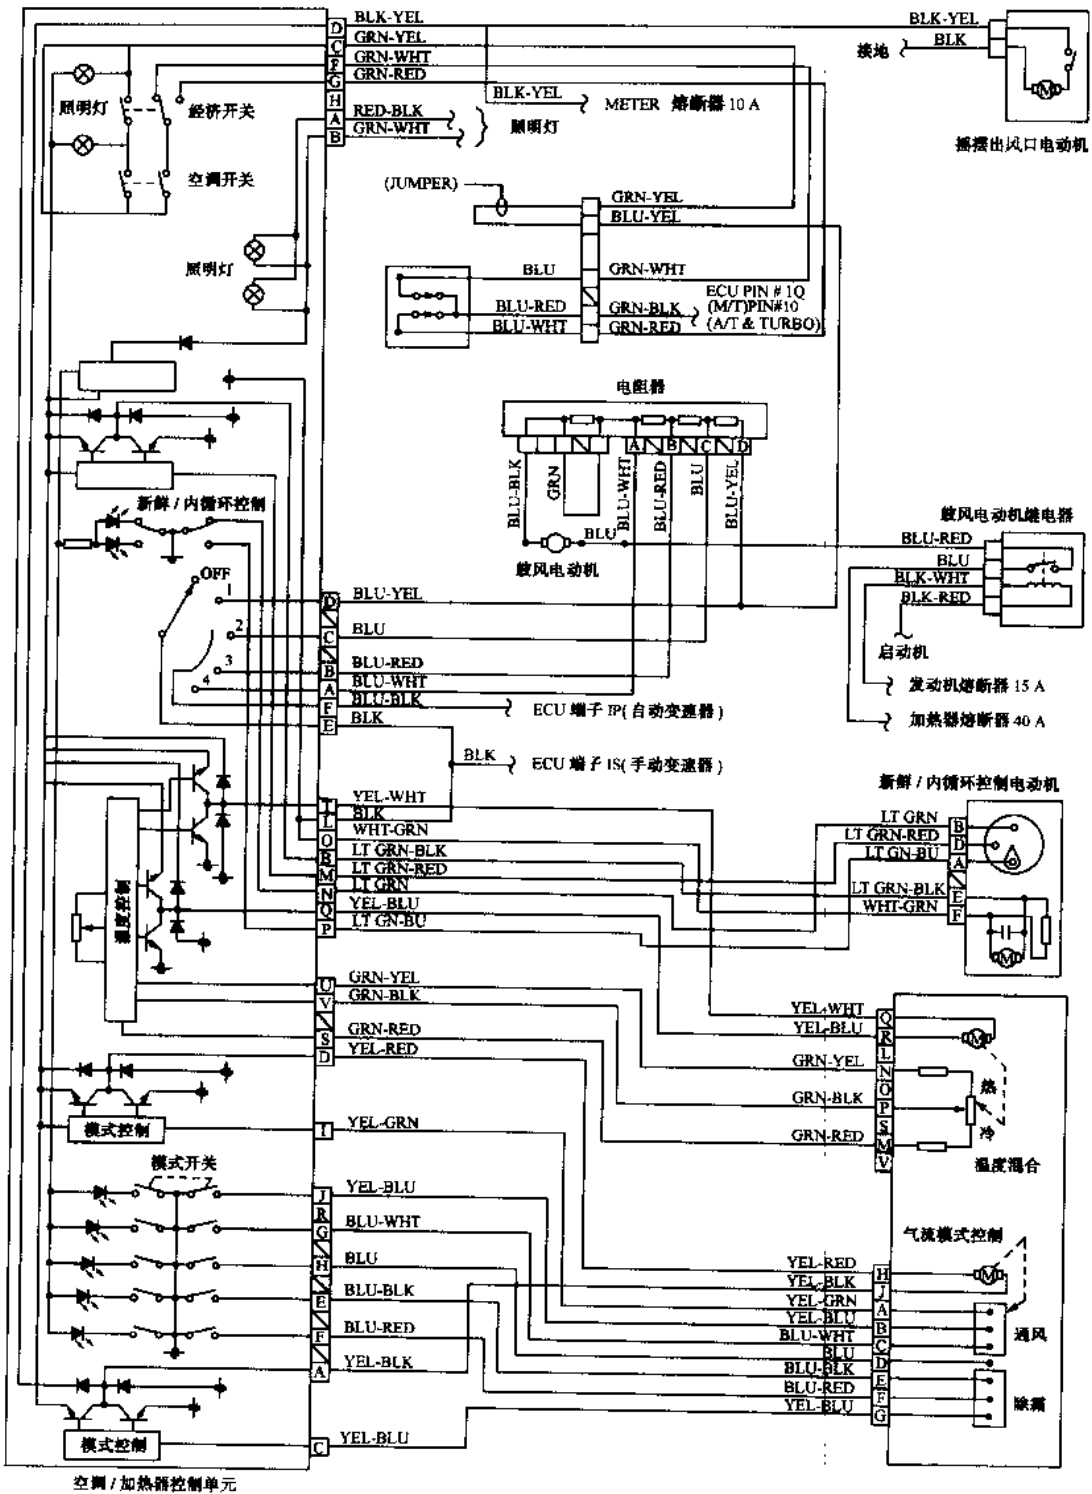 D BLK-YEL
C GRN-YEL
F GRN-WHT
G GRN-RED
H
A RED-BLK
B GRN-WHT
照明灯
经济开关
空调开关
照明灯
BLK-YEL
METER 熔断器 10 A
照明灯
BLK-YEL
BLK
接地
M
摇摆出风口电动机
(JUMPER)
GRN-YEL
BLU-YEL
BLU
GRN-WHT
BLU-RED
GRN-BLK
BLU-WHT
GRN-RED
ECU PIN # 1Q
(M/T)PIN#10
(A/T & TURBO)
电阻器
A B C D
BLU-BLK
GRN
BLU-WHT
BLU-RED
BLU
BLU-YEL
BLU
鼓风电动机
新鲜 / 内循环控制
鼓风电动机继电器
BLU-RED
BLU
BLK-WHT
BLK-RED
启动机
发动机熔断器 15 A
加热器熔断器 40 A
OFF
1
2
3
4
D BLU-YEL
C BLU
B BLU-RED
A BLU-WHT
F BLU-BLK
E BLK
ECU 端子 IP( 自动变速器 )
BLK
ECU 端子 IS( 手动变速器 )
YEL-WHT
L BLK
O WHT-GRN
LT GRN-BLK
M LT GRN-RED
N LT GRN
Q YEL-BLU
P LT GN-BU
温度控制
新鲜 / 内循环控制电动机
LT GRN B
LT GRN-RED D
LT GN-BU A
LT GRN-BLK E
WHT-GRN F
M
U GRN-YEL
V GRN-BLK
S GRN-RED
D YEL-RED
YEL-WHT Q
YEL-BLU R
L
GRN-YEL N
O
GRN-BLK P
S
GRN-RED M
V
M
热
冷
温度混合
模式控制
I YEL-GRN
模式开关
J YEL-BLU
R
G BLU-WHT
H BLU
E BLU-BLK
F BLU-RED
A YEL-BLK
C YEL-BLU
模式控制
气流模式控制
YEL-RED H
YEL-BLK J
YEL-GRN A
YEL-BLU B
BLU-WHT C
BLU D
BLU-BLK E
BLU-RED F
YEL-BLU G
M
通风
除霜
空调 / 加热器控制单元